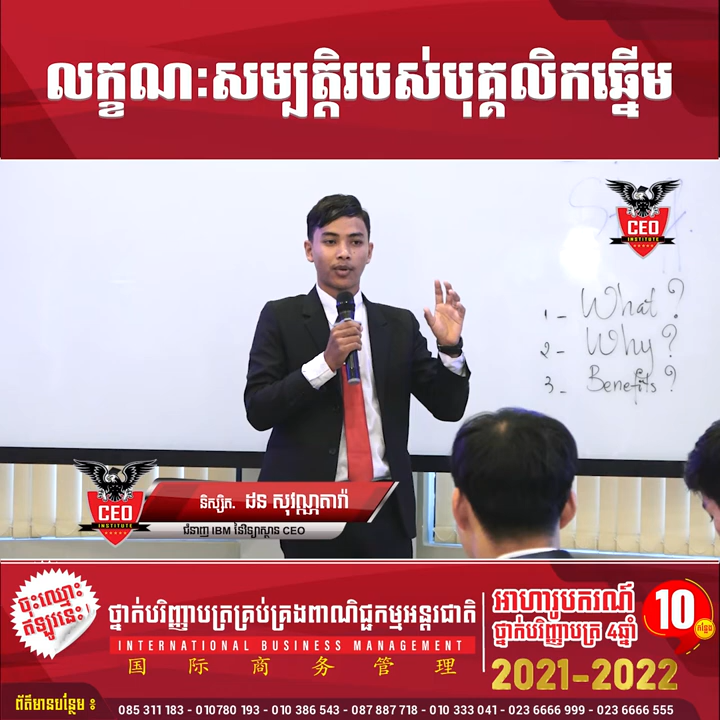 លក្ខណៈសម្បត្តិរបស់បុគ្គលិកឆ្នើម
CEO
INSTITUTE
1 - What?
2 - Why?
3 - Benefits?
CEO
INSTITUTE
និស្សិត. ដន សុវណ្ណតារ៉ា
ជំនាញ IBM នៃវិទ្យាស្ថាន CEO
ចុះឈ្មោះ
ឥឡូវនេះ!
ថ្នាក់បរិញ្ញាបត្រគ្រប់គ្រងពាណិជ្ជកម្មអន្តរជាតិ
INTERNATIONAL BUSINESS MANAGEMENT
国际商务管理
អាហារូបករណ៍
ថ្នាក់បរិញ្ញាបត្រ 4ឆ្នាំ
10
កន្លែង
2021-2022
ព័ត៌មានបន្ថែម ៖
085 311 183 - 010780 193 - 010 386 543 - 087 887 718 - 010 333 041 - 023 6666 999 - 023 6666 555